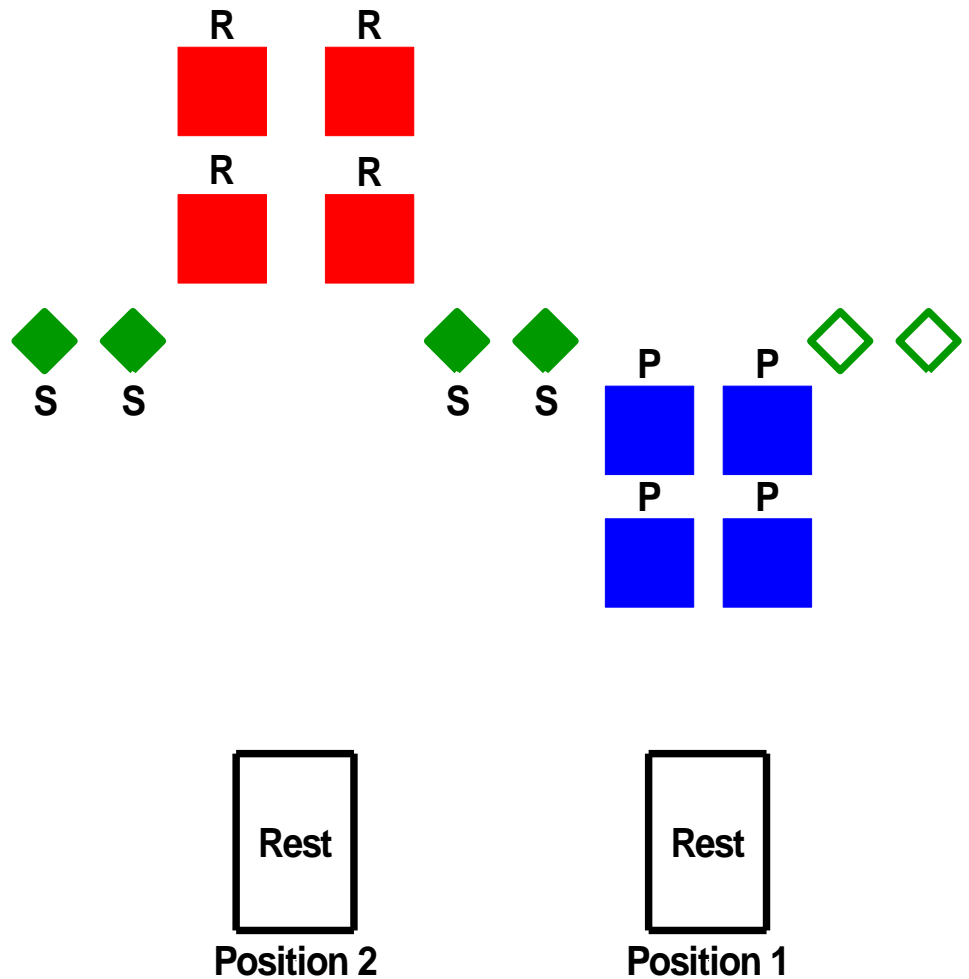 R R
R R
P P
S S S S
P P
Rest Rest
Position 2 Position 1